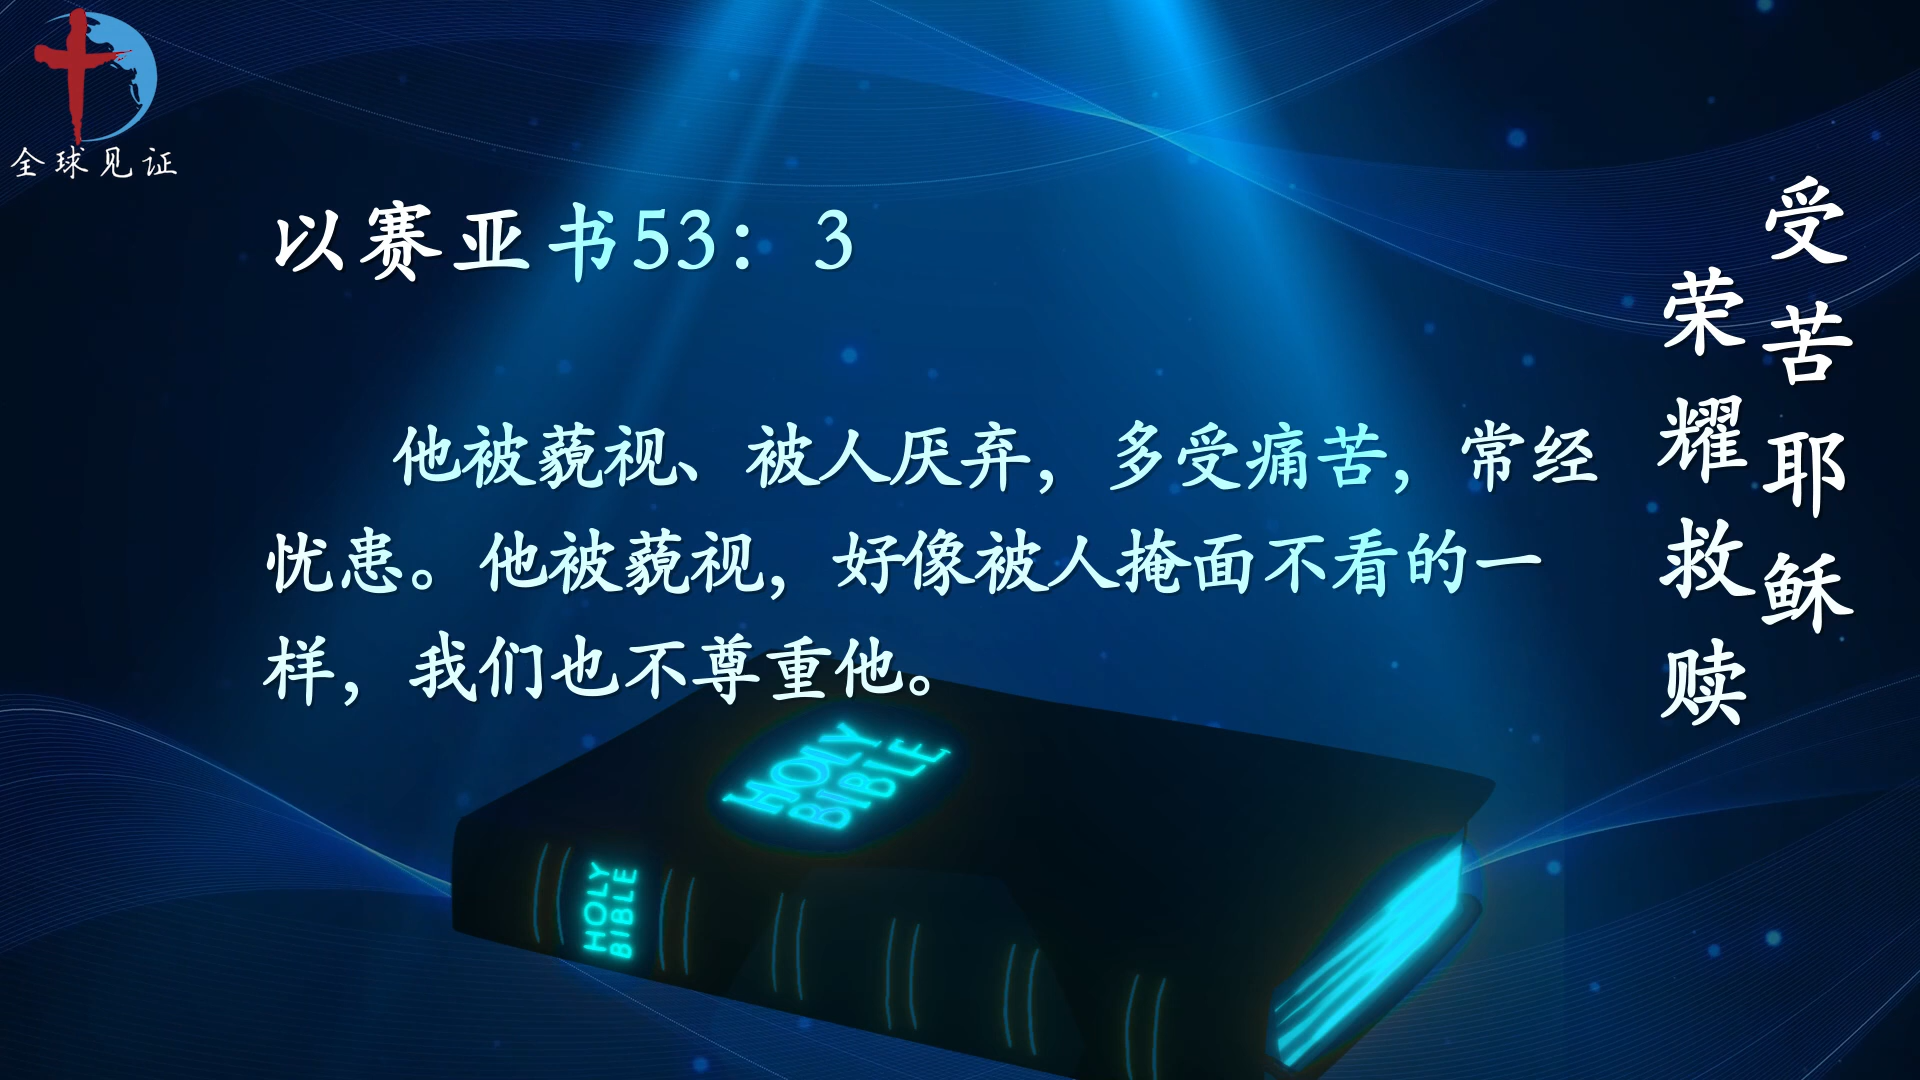 全球见证
以赛亚书53：3
他被藐视、被人厌弃，多受痛苦，常经
忧患。他被藐视，好像被人掩面不看的一
样，我们也不尊重他。
受苦耶稣
荣耀救赎
HOLY
BIBLE
HOLY
BIBLE